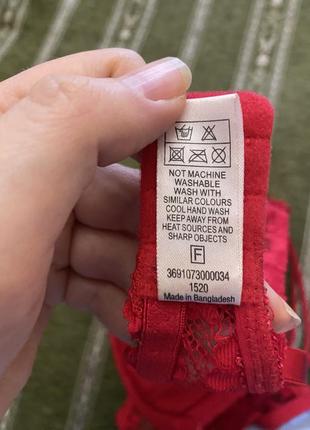 NOT MACHINE
WASHABLE
WASH WITH
SIMILAR COLOURS
COOL HAND WASH
KEEP AWAY FROM
HEAT SOURCES AND
SHARP OBJECTS
F
3691073000034
1520
Made in Bangladesh